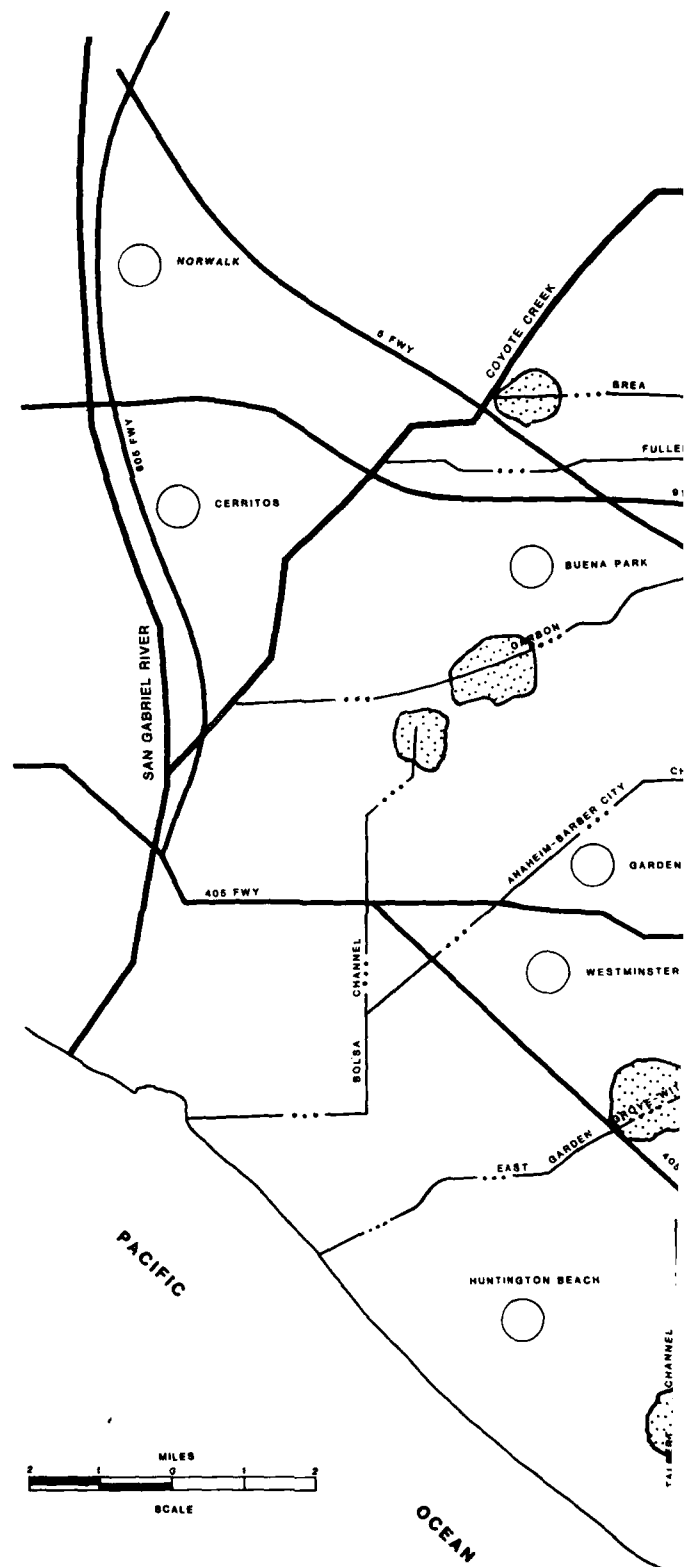 NORWALK
5 FWY
COYOTE CREEK
BREA
605 FWY
FULLE
CERRITOS
91
BUENA PARK
CARBON
SAN GABRIEL RIVER
ANAHEIM-BARBER CITY
CH
GARDEN
405 FWY
BOLSA CHANNEL
WESTMINSTER
EAST GARDEN GROVE-WIT
405
PACIFIC
HUNTINGTON BEACH
TALBERT CHANNEL
MILES
2 1 0 1 2
SCALE
OCEAN